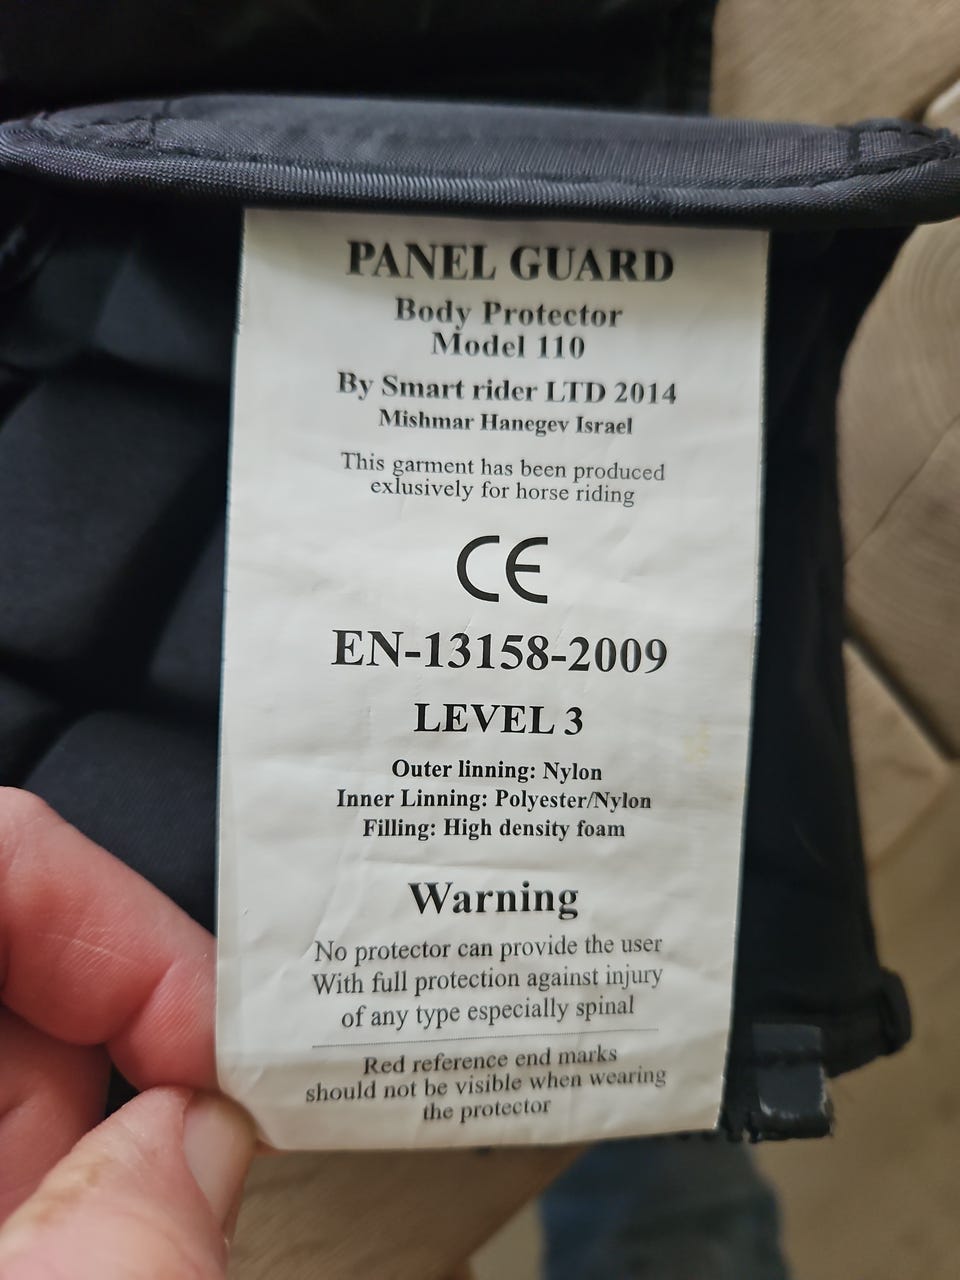 PANEL GUARD
Body Protector
Model 110
By Smart rider LTD 2014
Mishmar Hanegev Israel
This garment has been produced
exlusively for horse riding
CE
EN-13158-2009
LEVEL 3
Outer linning: Nylon
Inner Linning: Polyester/Nylon
Filling: High density foam
Warning
No protector can provide the user
With full protection against injury
of any type especially spinal
Red reference end marks
should not be visible when wearing
the protector